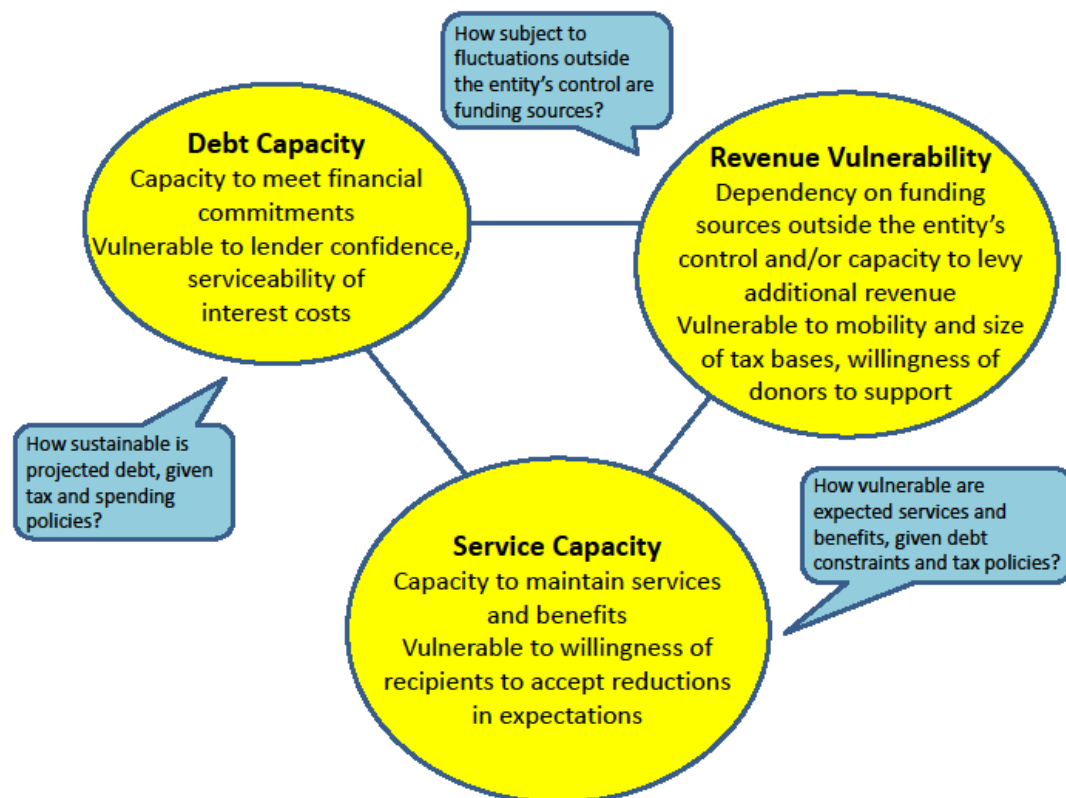 How subject to
fluctuations outside
the entity's control are
funding sources?
Debt Capacity
Capacity to meet financial
commitments
Vulnerable to lender confidence,
serviceability of
interest costs
Revenue Vulnerability
Dependency on funding
sources outside the entity's
control and/or capacity to levy
additional revenue
Vulnerable to mobility and size
of tax bases, willingness of
donors to support
How sustainable is
projected debt, given
tax and spending
policies?
How vulnerable are
expected services and
benefits, given debt
constraints and tax policies?
Service Capacity
Capacity to maintain services
and benefits
Vulnerable to willingness of
recipients to accept reductions
in expectations